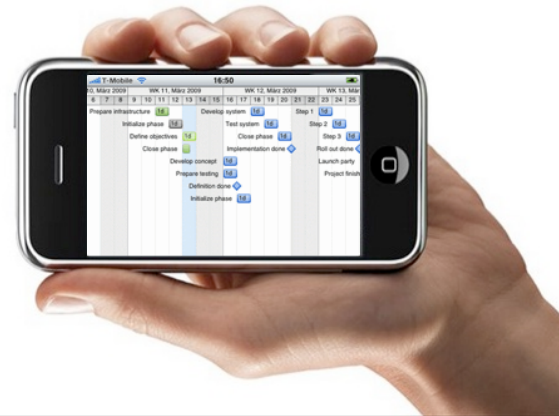 T-Mobile 16:50
10, März 2009 WK 11, März 2009 WK 12, März 2009 WK 13, Mär
6 7 8 9 10 11 12 13 14 15 16 17 18 19 20 21 22 23 24 25
Prepare infrastructure 1d Develop system 1d Step 1 1d
Initialize phase 1d Test system 1d Step 2 1d
Define objectives 1d Close phase 1d Step 3 1d
Close phase Implementation done Roll out done
Develop concept 1d Launch party
Prepare testing 1d Project finish
Definition done
Initialize phase 1d